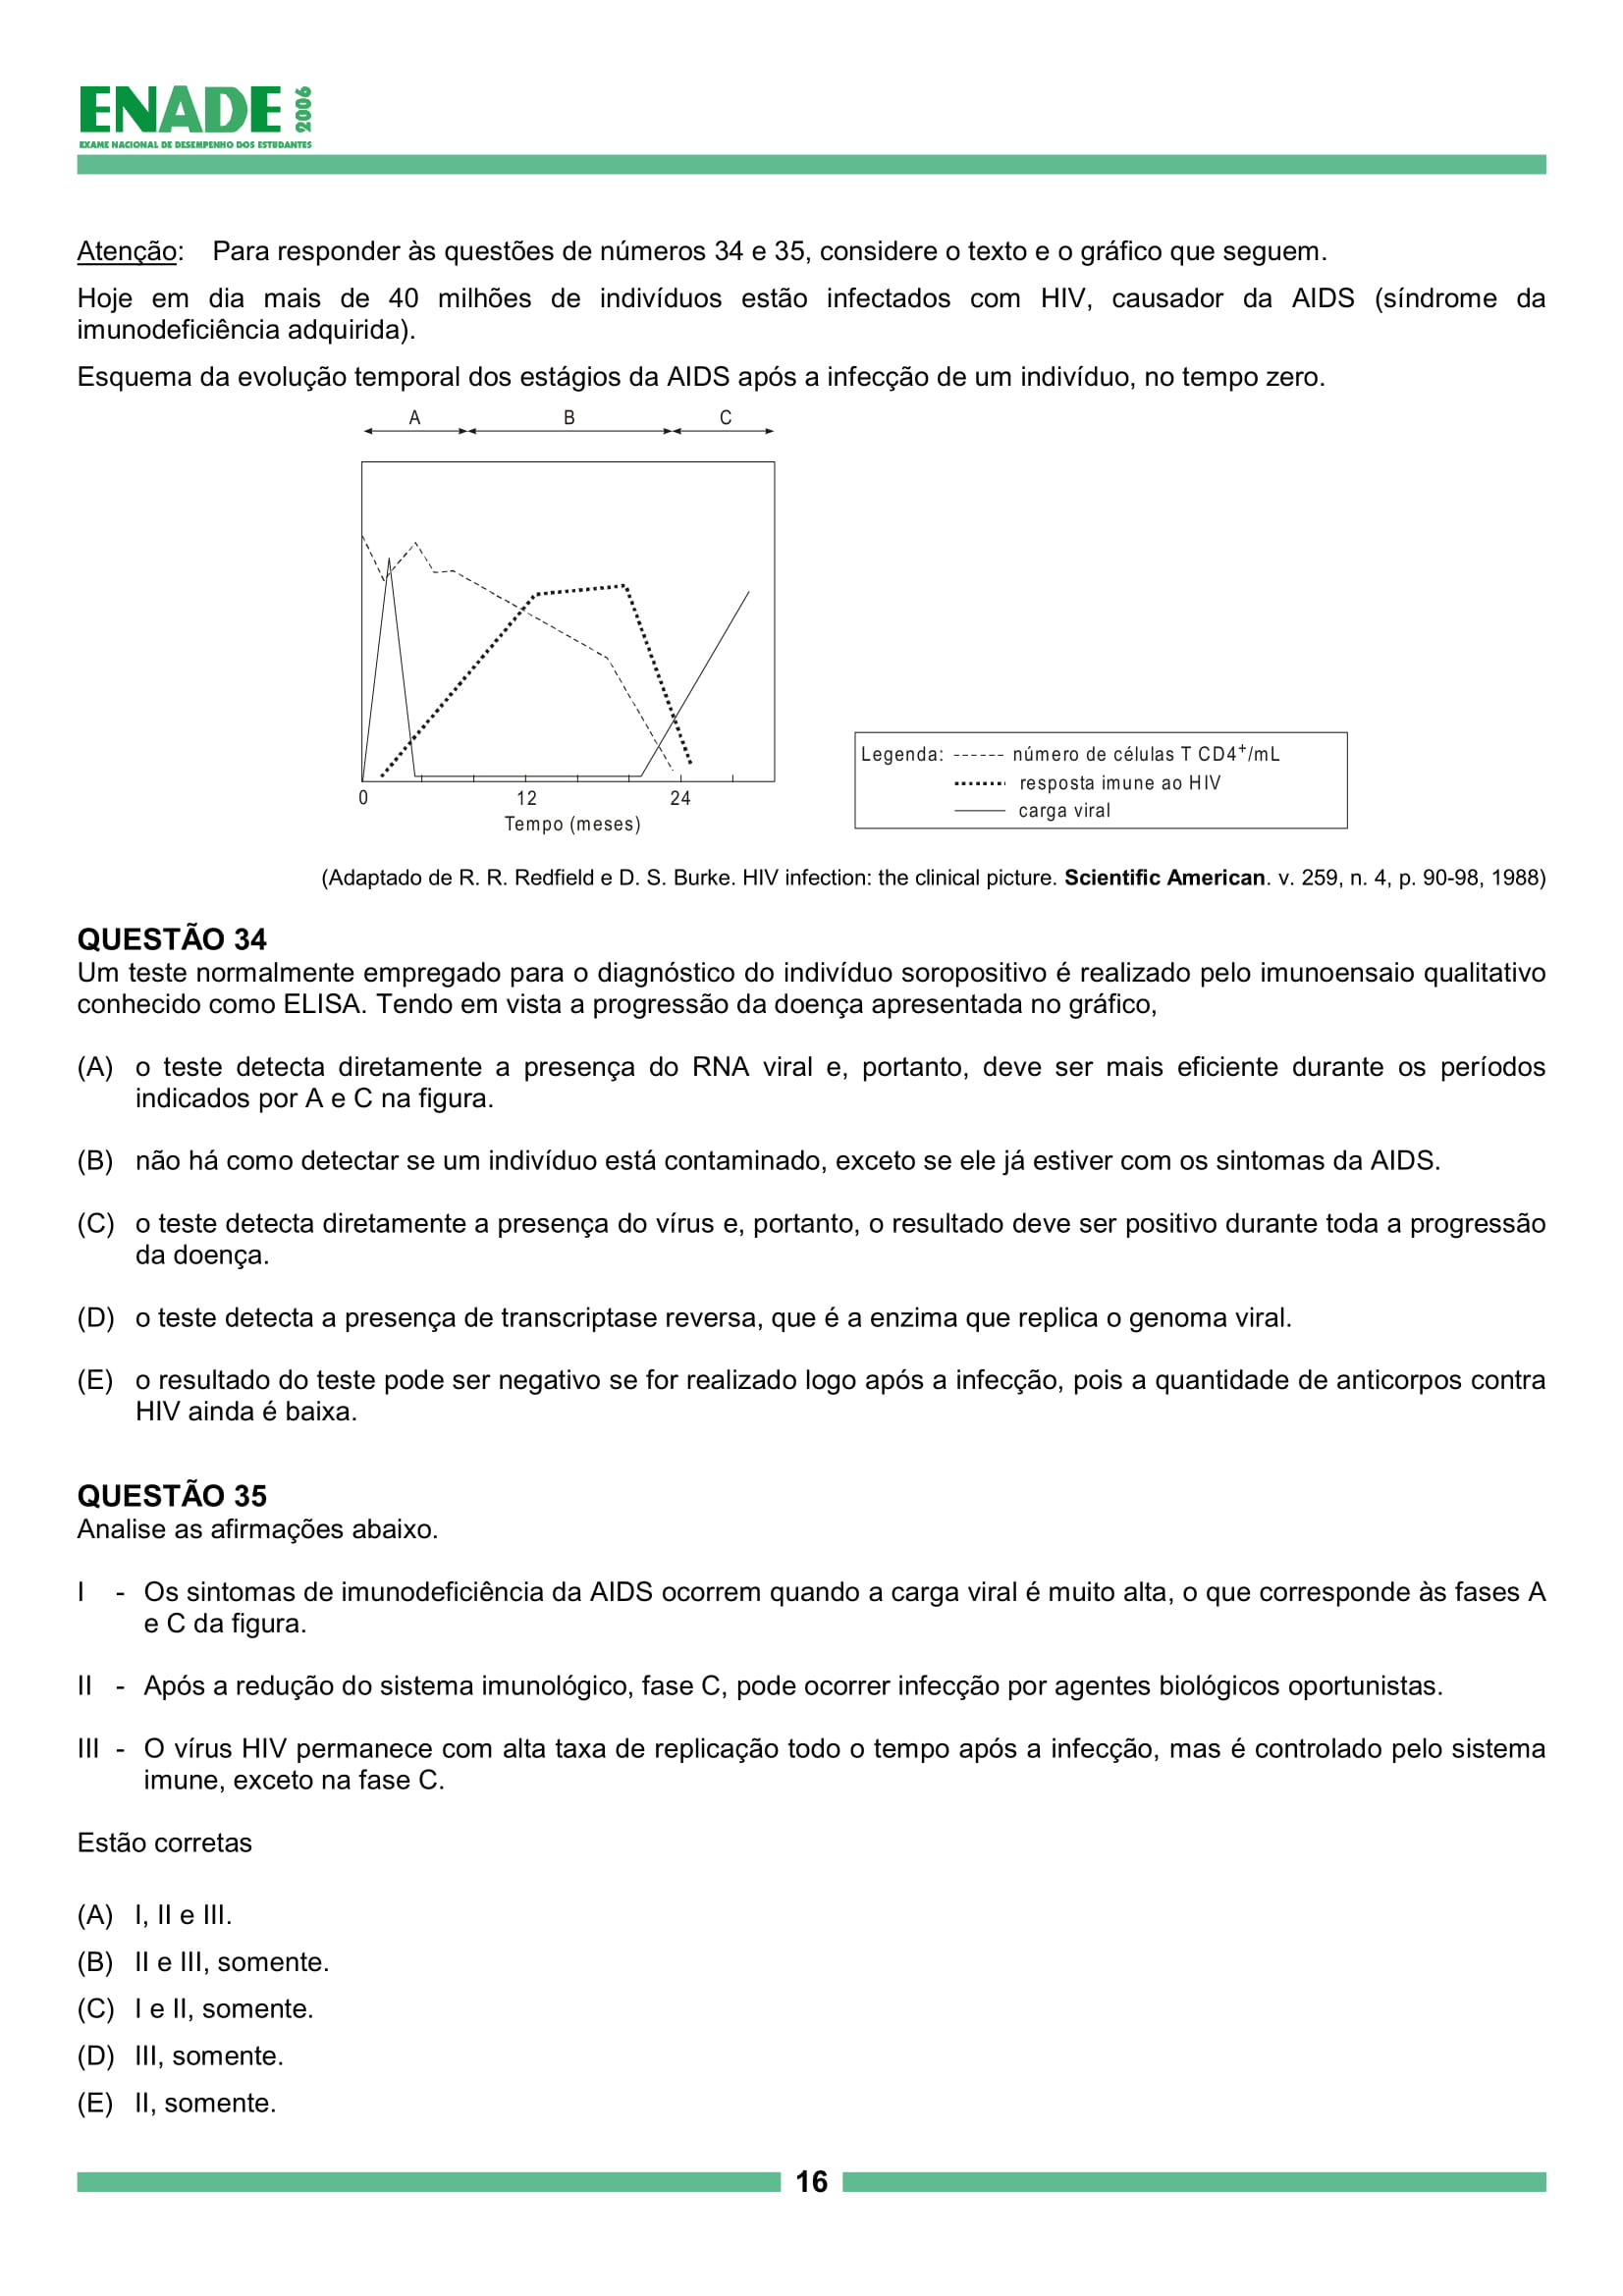 ENADE 2006
EXAME NACIONAL DE DESEMPENHO DOS ESTUDANTES
Atenção: Para responder às questões de números 34 e 35, considere o texto e o gráfico que seguem.
Hoje em dia mais de 40 milhões de indivíduos estão infectados com HIV, causador da AIDS (síndrome da
imunodeficiência adquirida).
Esquema da evolução temporal dos estágios da AIDS após a infecção de um indivíduo, no tempo zero.
A B C
0 12 24
Tempo (meses)
Legenda: número de células T CD4+/mL
resposta imune ao HIV
carga viral
(Adaptado de R. R. Redfield e D. S. Burke. HIV infection: the clinical picture. Scientific American. v. 259, n. 4, p. 90-98, 1988)
QUESTÃO 34
Um teste normalmente empregado para o diagnóstico do indivíduo soropositivo é realizado pelo imunoensaio qualitativo
conhecido como ELISA. Tendo em vista a progressão da doença apresentada no gráfico,
(A) o teste detecta diretamente a presença do RNA viral e, portanto, deve ser mais eficiente durante os períodos
indicados por A e C na figura.
(B) não há como detectar se um indivíduo está contaminado, exceto se ele já estiver com os sintomas da AIDS.
(C) o teste detecta diretamente a presença do vírus e, portanto, o resultado deve ser positivo durante toda a progressão
da doença.
(D) o teste detecta a presença de transcriptase reversa, que é a enzima que replica o genoma viral.
(E) o resultado do teste pode ser negativo se for realizado logo após a infecção, pois a quantidade de anticorpos contra
HIV ainda é baixa.
QUESTÃO 35
Analise as afirmações abaixo.
I - Os sintomas de imunodeficiência da AIDS ocorrem quando a carga viral é muito alta, o que corresponde às fases A
e C da figura.
II - Após a redução do sistema imunológico, fase C, pode ocorrer infecção por agentes biológicos oportunistas.
III - O vírus HIV permanece com alta taxa de replicação todo o tempo após a infecção, mas é controlado pelo sistema
imune, exceto na fase C.
Estão corretas
(A) I, II e III.
(B) II e III, somente.
(C) I e II, somente.
(D) III, somente.
(E) II, somente.
16